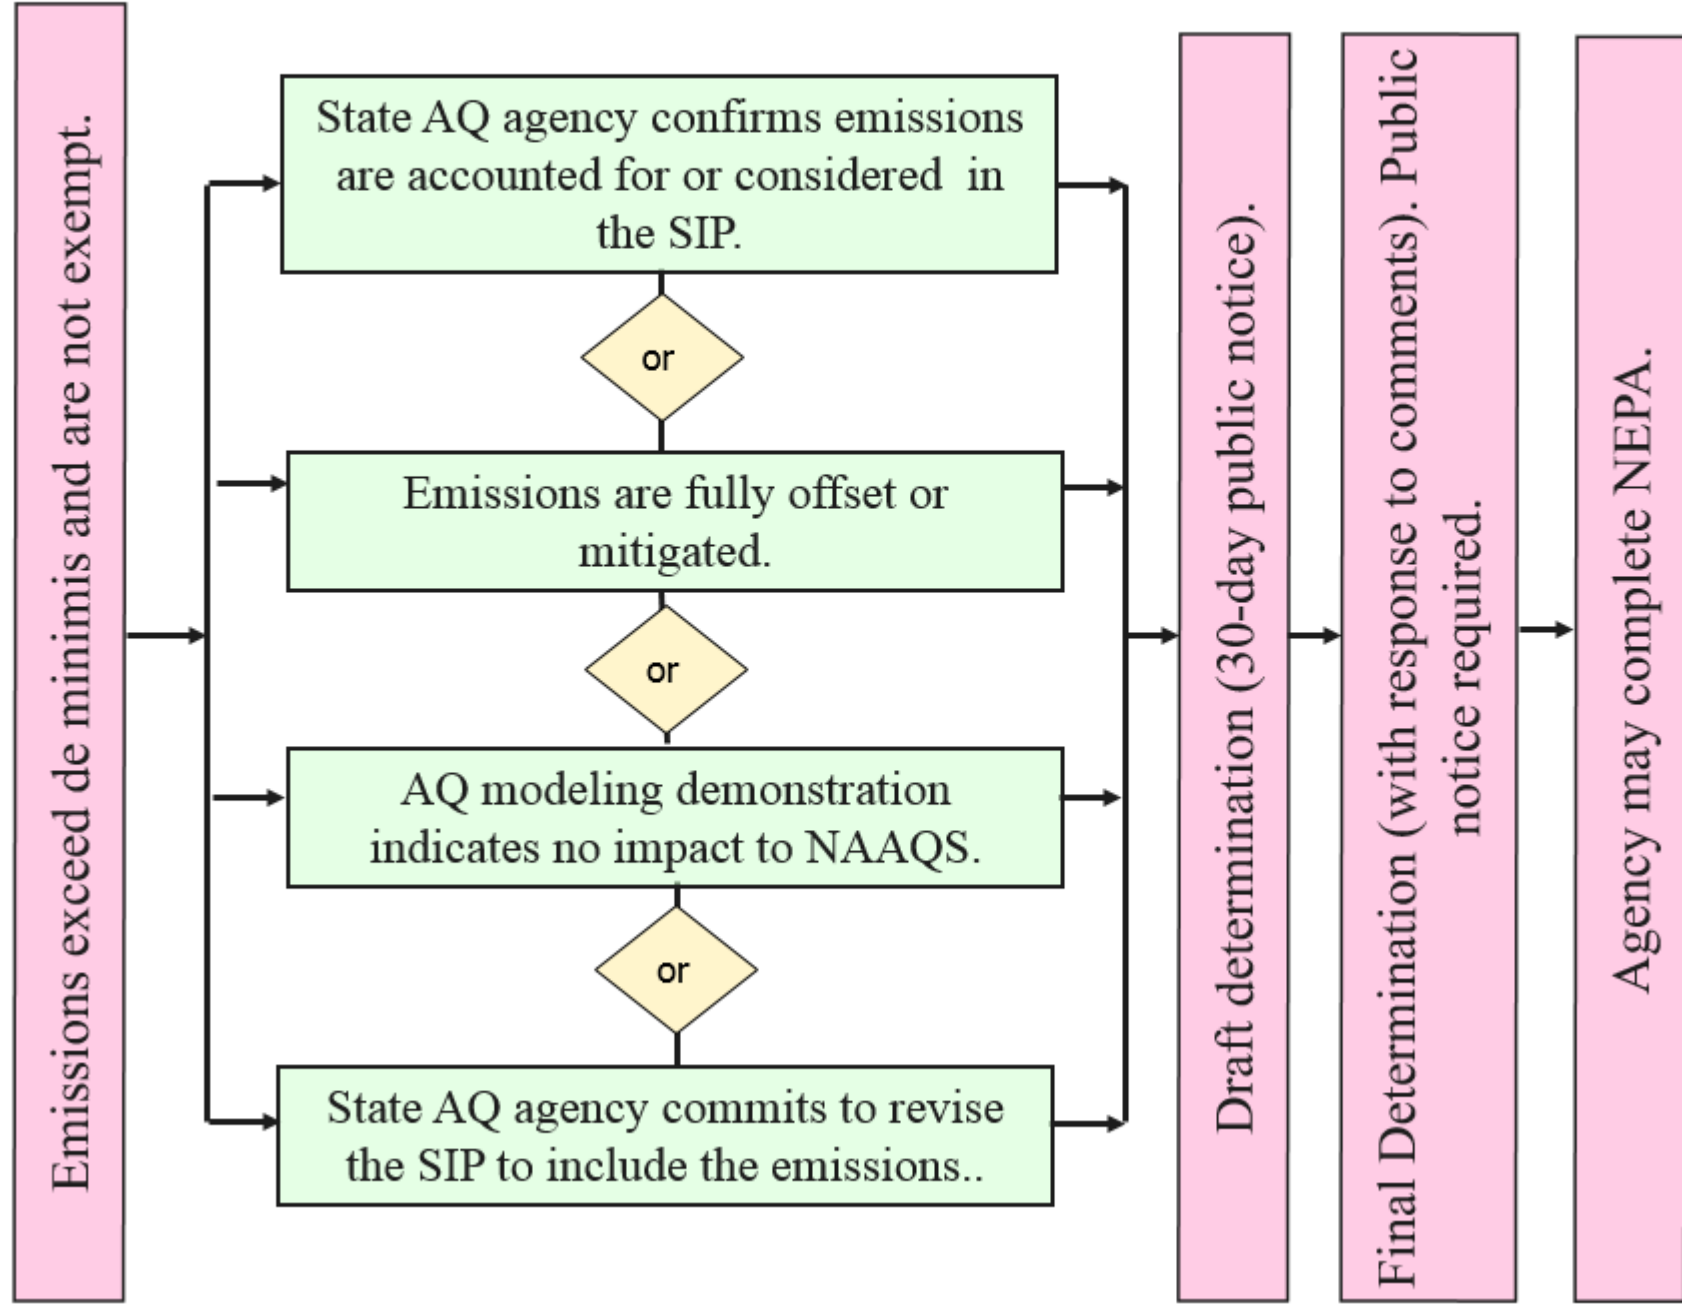 Emissions exceed de minimis and are not exempt.
State AQ agency confirms emissions
are accounted for or considered in
the SIP.
or
Emissions are fully offset or
mitigated.
or
AQ modeling demonstration
indicates no impact to NAAQS.
or
State AQ agency commits to revise
the SIP to include the emissions..
Draft determination (30-day public notice).
Final Determination (with response to comments). Public
notice required.
Agency may complete NEPA.